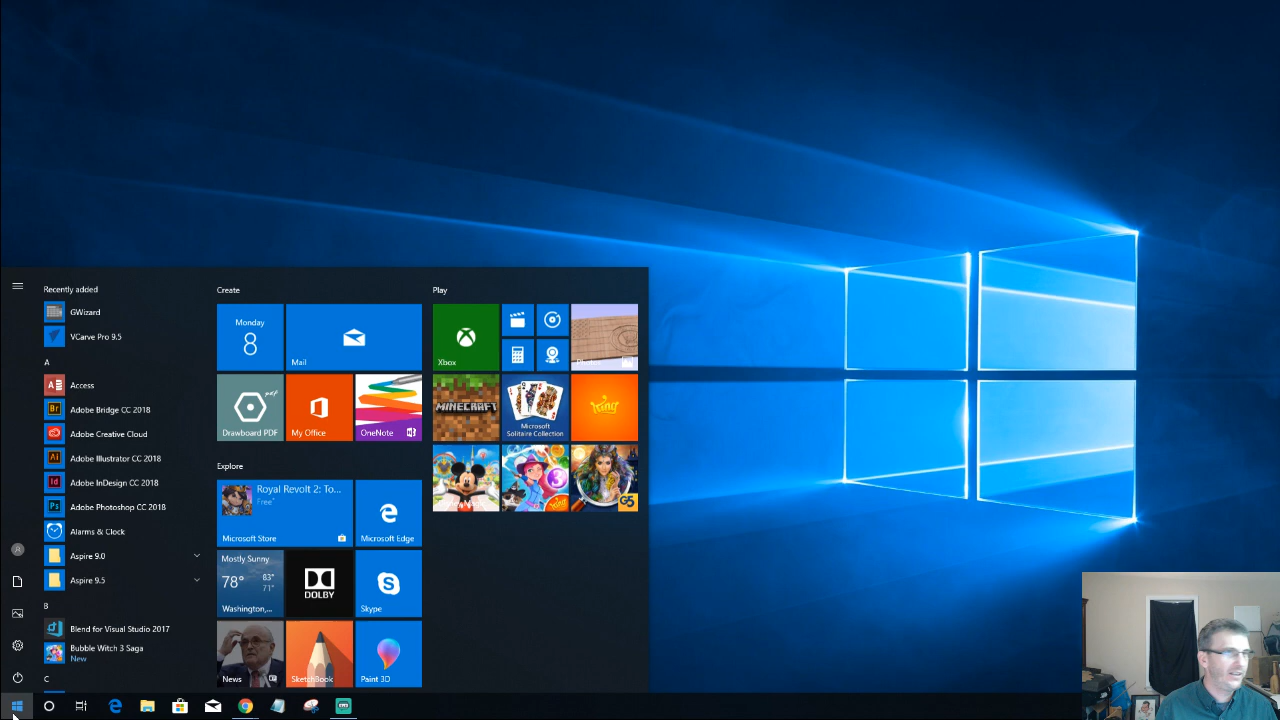 Recently added
GWizard
VCarve Pro 9.5
A
Access
Adobe Bridge CC 2018
Adobe Creative Cloud
Adobe Illustrator CC 2018
Adobe InDesign CC 2018
Adobe Photoshop CC 2018
Alarms & Clock
Aspire 9.0
Aspire 9.5
B
Blend for Visual Studio 2017
Bubble Witch 3 Saga
New
C
Create
Monday
8
Mail
Drawboard PDF
My Office
OneNote
Explore
Royal Revolt 2: To...
Free*
Microsoft Store
Microsoft Edge
Mostly Sunny
78°
83°
71°
Washington,...
DOLBY
Skype
News
SketchBook
Paint 3D
Play
Xbox
Photos
MINECRAFT
Microsoft
Solitaire Collection
King
3
G5